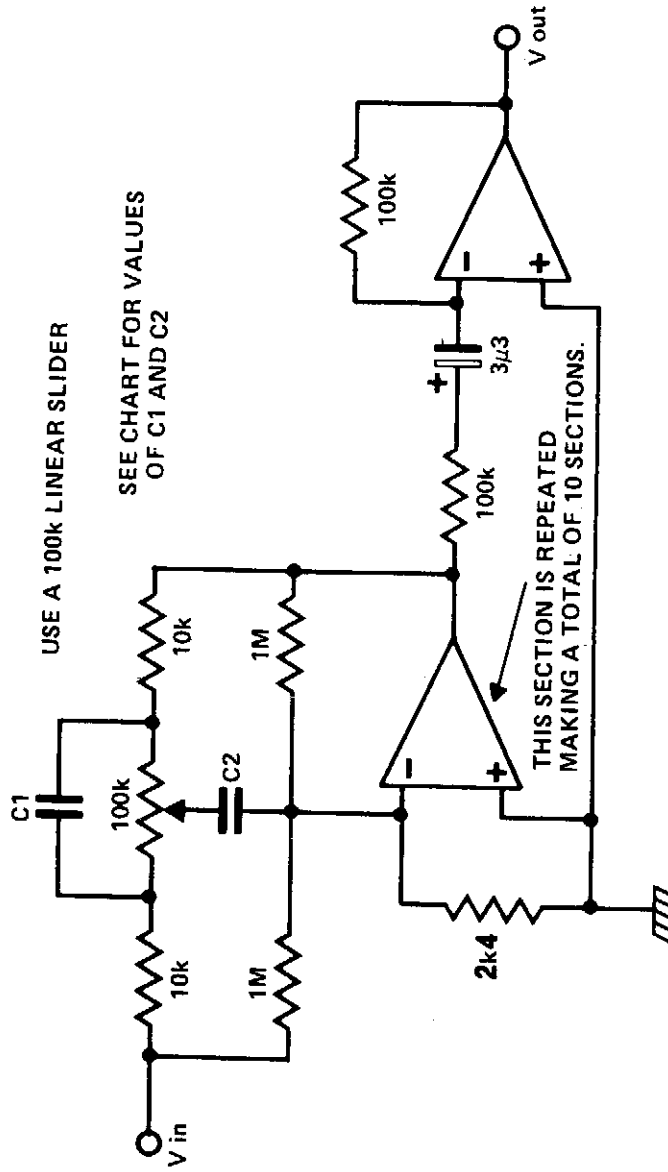 USE A 100k LINEAR SLIDER
SEE CHART FOR VALUES
OF C1 AND C2
C1
10k
100k
10k
C2
1M
1M
V in
2k4
−
+
100k
+
3μ3
100k
−
+
V out
THIS SECTION IS REPEATED
MAKING A TOTAL OF 10 SECTIONS.